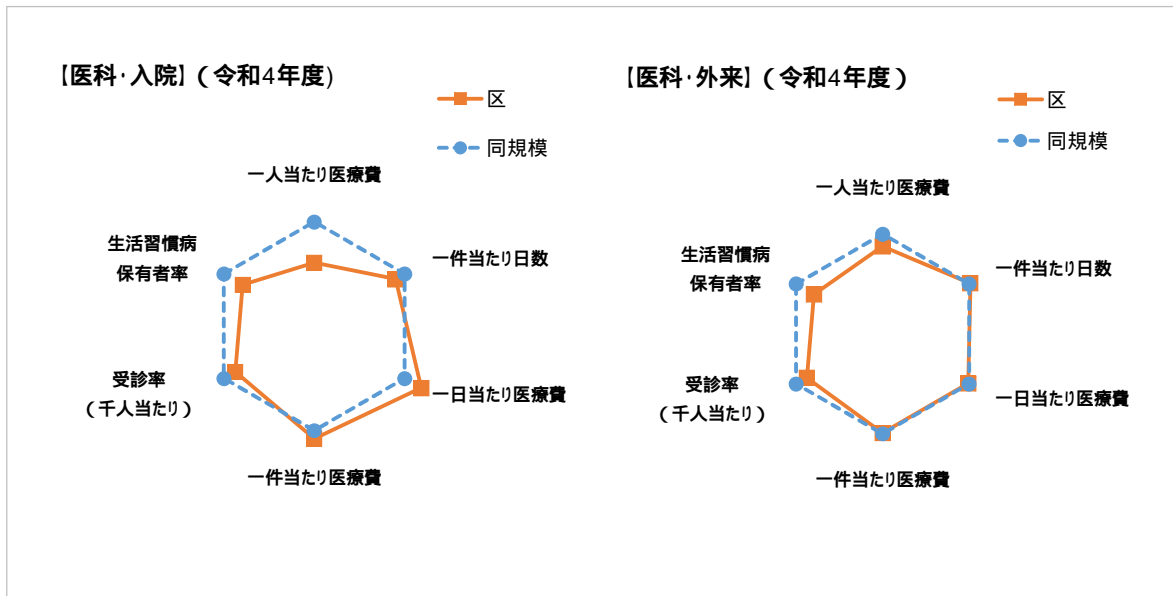 【医科・入院】(令和4年度)
区
同規模
一人当たり医療費
一件当たり日数
一日当たり医療費
一件当たり医療費
受診率
(千人当たり)
生活習慣病
保有者率
【医科・外来】(令和4年度)
区
同規模
一人当たり医療費
一件当たり日数
一日当たり医療費
一件当たり医療費
受診率
(千人当たり)
生活習慣病
保有者率